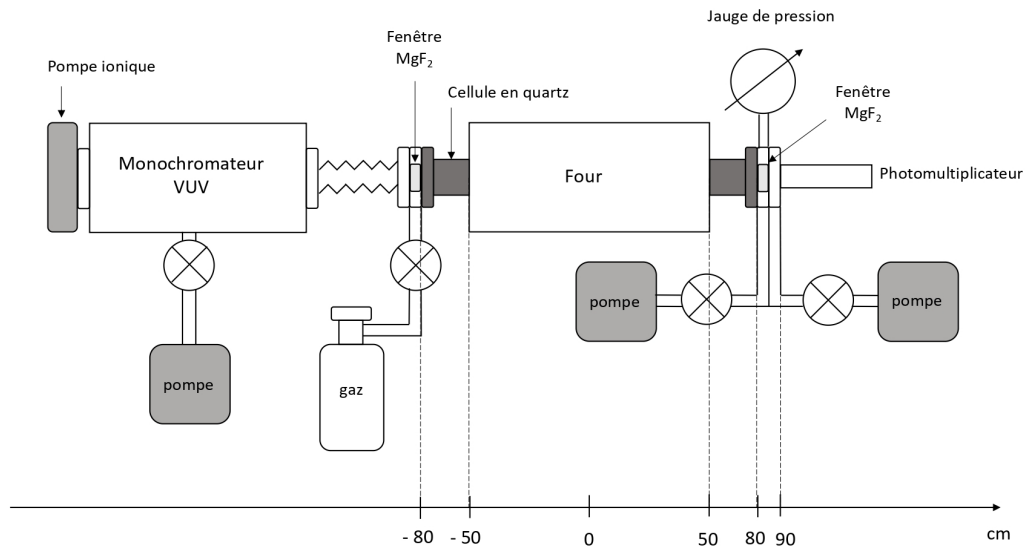 Jauge de pression
Fenêtre
MgF2
Pompe ionique
Cellule en quartz
Fenêtre
MgF2
Monochromateur
VUV
Four
Photomultiplicateur
pompe
pompe
pompe
gaz
- 80
- 50
0
50
80
90
cm